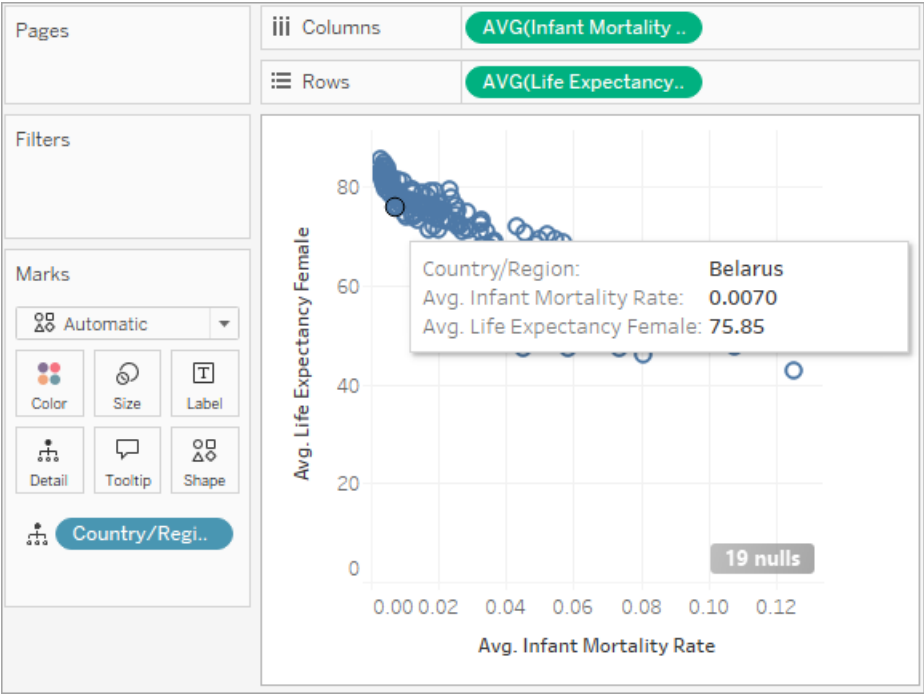 Pages
Columns
AVG(Infant Mortality ..
Rows
AVG(Life Expectancy..
Filters
Marks
Automatic
Color
Size
Label
Detail
Tooltip
Shape
Country/Regi..
Avg. Life Expectancy Female
80
60
40
20
0
Country/Region: Belarus
Avg. Infant Mortality Rate: 0.0070
Avg. Life Expectancy Female: 75.85
19 nulls
0.00 0.02 0.04 0.06 0.08 0.10 0.12
Avg. Infant Mortality Rate